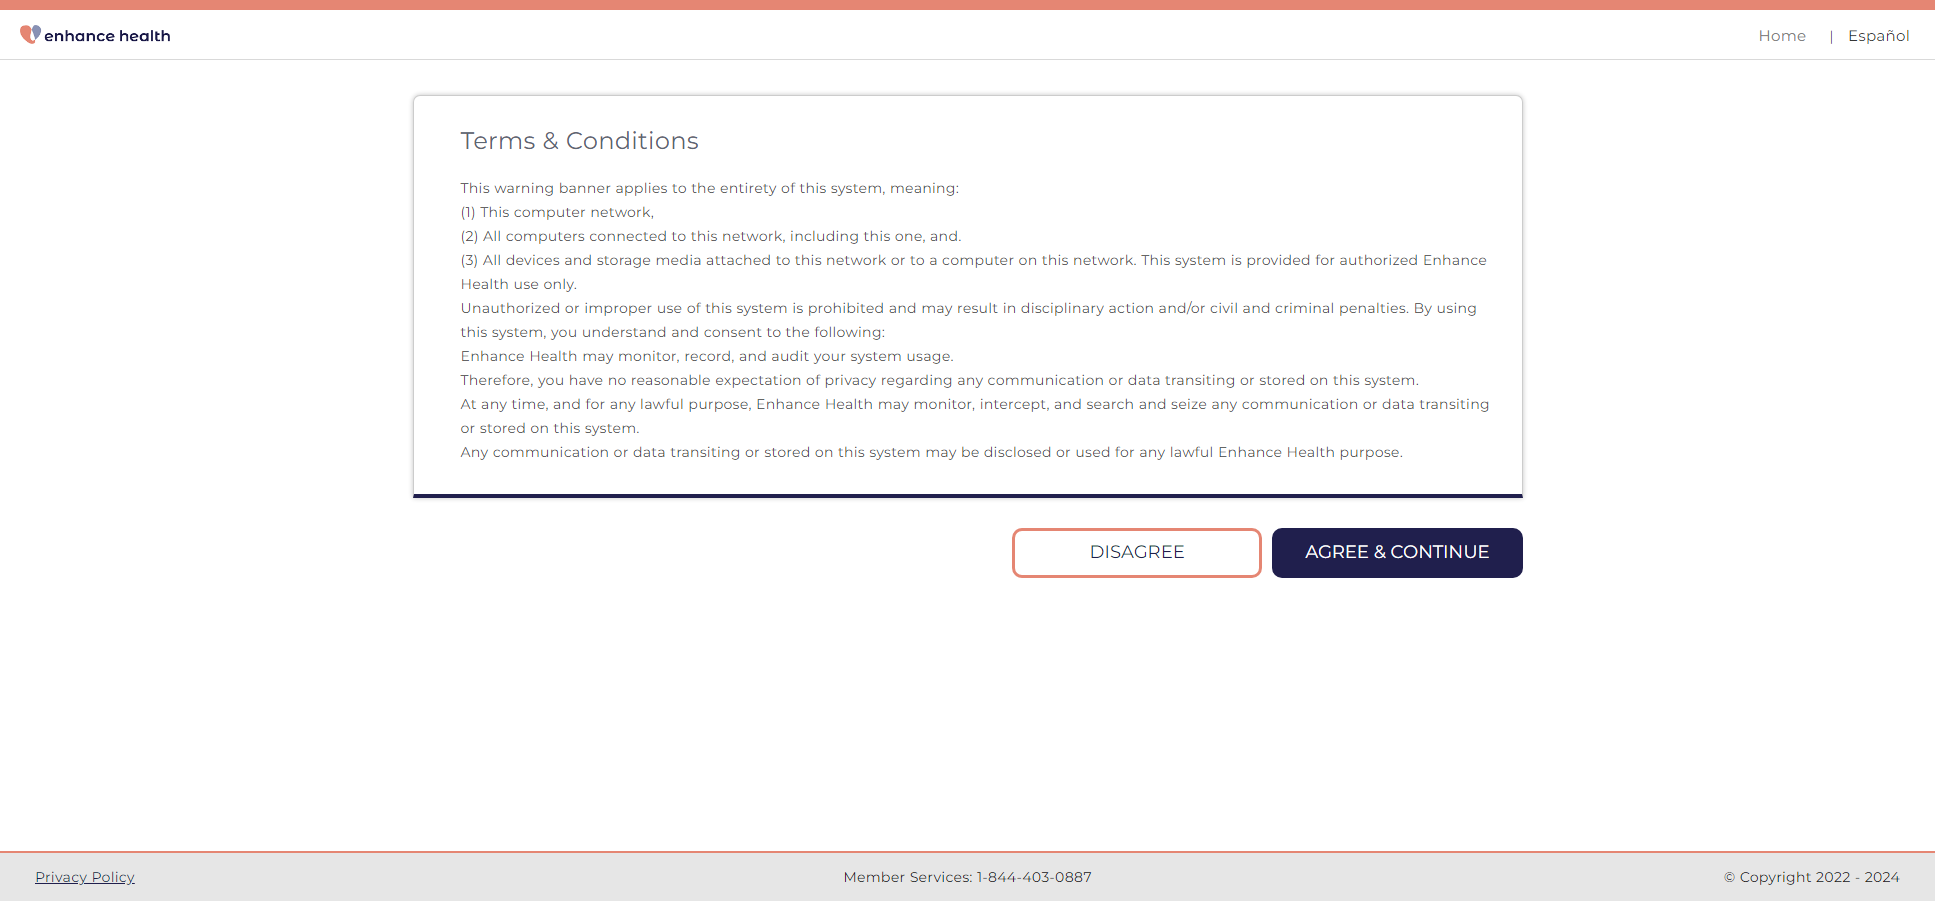 enhance health
Home | Español
Terms & Conditions
This warning banner applies to the entirety of this system, meaning:
(1) This computer network,
(2) All computers connected to this network, including this one, and.
(3) All devices and storage media attached to this network or to a computer on this network. This system is provided for authorized Enhance
Health use only.
Unauthorized or improper use of this system is prohibited and may result in disciplinary action and/or civil and criminal penalties. By using
this system, you understand and consent to the following:
Enhance Health may monitor, record, and audit your system usage.
Therefore, you have no reasonable expectation of privacy regarding any communication or data transiting or stored on this system.
At any time, and for any lawful purpose, Enhance Health may monitor, intercept, and search and seize any communication or data transiting
or stored on this system.
Any communication or data transiting or stored on this system may be disclosed or used for any lawful Enhance Health purpose.
DISAGREE
AGREE & CONTINUE
Privacy Policy
Member Services: 1-844-403-0887
© Copyright 2022 - 2024